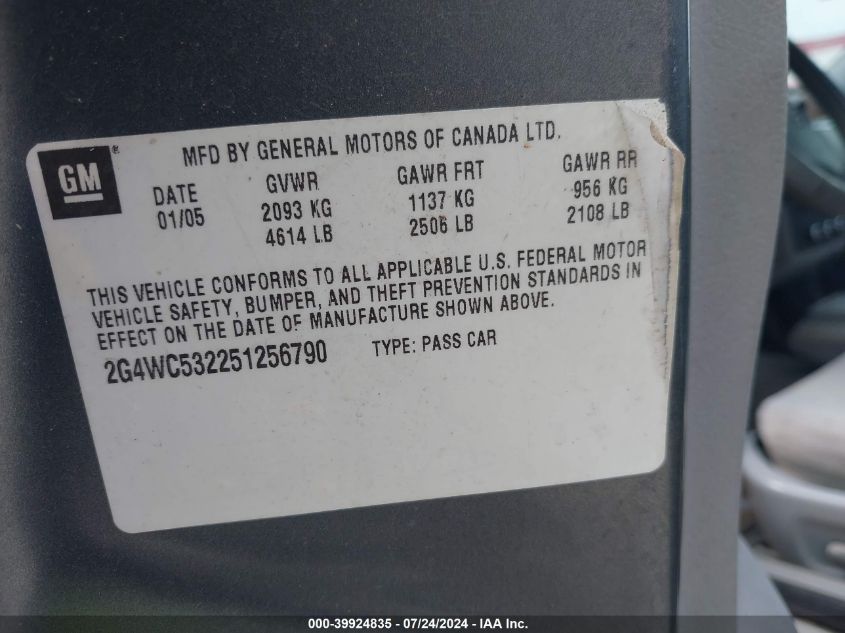 GM®
MFD BY GENERAL MOTORS OF CANADA LTD.
DATE GVWR GAWR FRT GAWR RR
01/05 2093 KG 1137 KG 956 KG
4614 LB 2506 LB 2108 LB
THIS VEHICLE CONFORMS TO ALL APPLICABLE U.S. FEDERAL MOTOR
VEHICLE SAFETY, BUMPER, AND THEFT PREVENTION STANDARDS IN
EFFECT ON THE DATE OF MANUFACTURE SHOWN ABOVE.
2G4WC532251256790 TYPE: PASS CAR
000-39924835 / 07/24/2024 - IAA Inc.